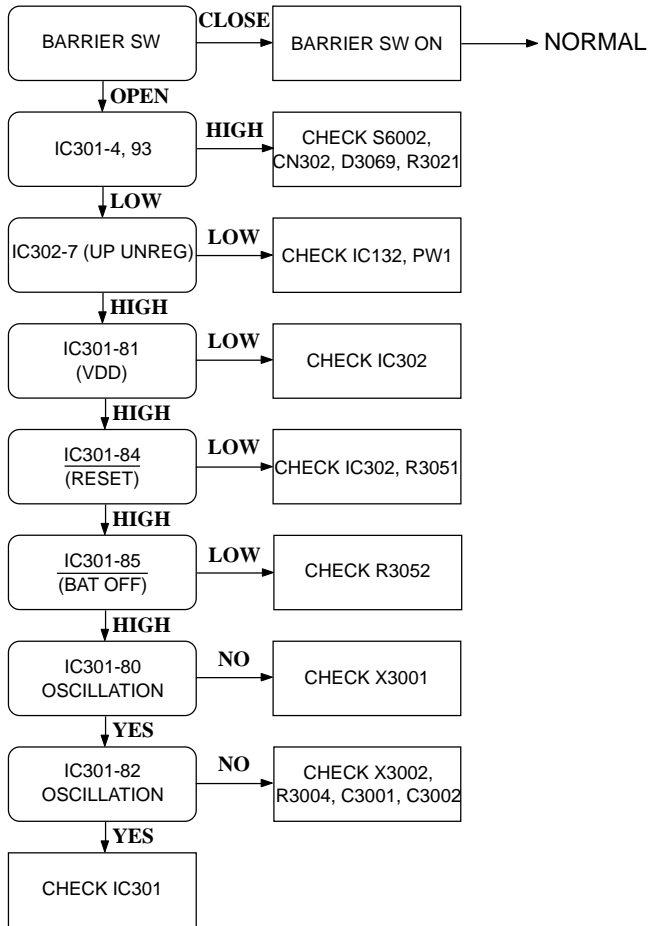 BARRIER SW
CLOSE
BARRIER SW ON
NORMAL
OPEN
IC301-4, 93
HIGH
CHECK S6002,
CN302, D3069, R3021
LOW
IC302-7 (UP UNREG)
LOW
CHECK IC132, PW1
HIGH
IC301-81
(VDD)
LOW
CHECK IC302
HIGH
IC301-84
(RESET)
LOW
CHECK IC302, R3051
HIGH
IC301-85
(BAT OFF)
LOW
CHECK R3052
HIGH
IC301-80
OSCILLATION
NO
CHECK X3001
YES
IC301-82
OSCILLATION
NO
CHECK X3002,
R3004, C3001, C3002
YES
CHECK IC301